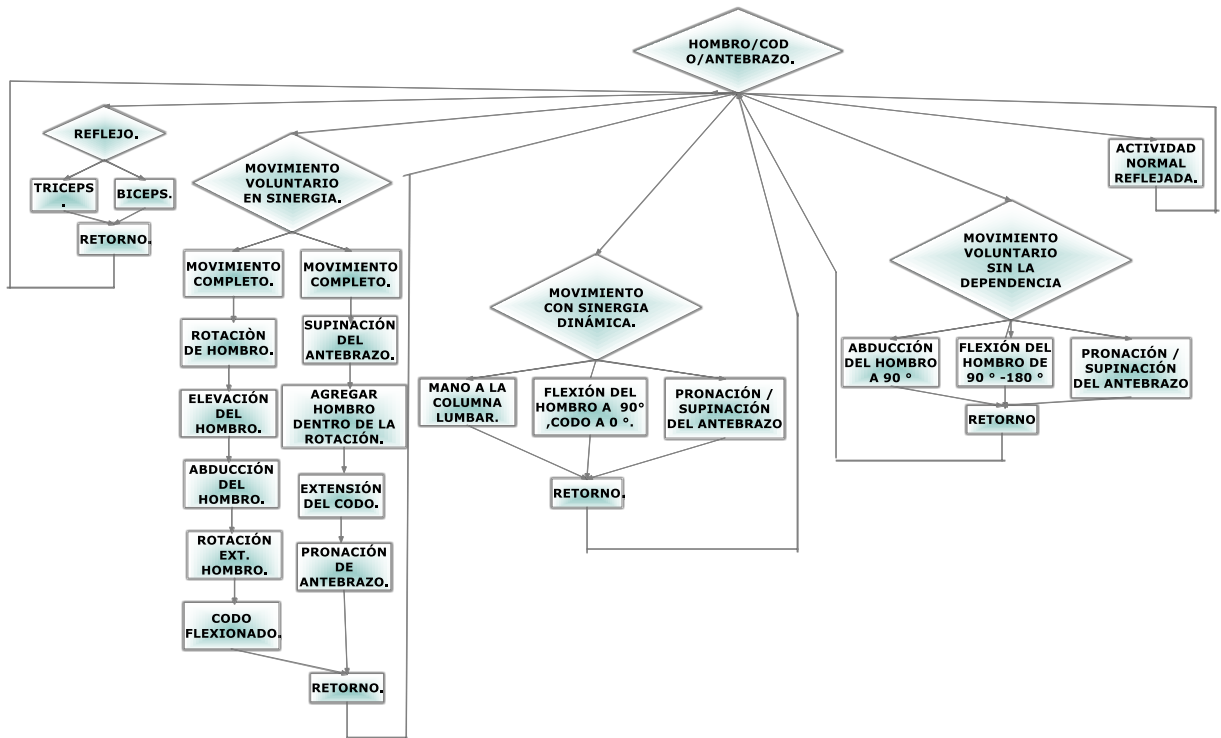 HOMBRO/COD
O/ANTEBRAZO.
REFLEJO.
TRICEPS
.
BICEPS.
RETORNO.
MOVIMIENTO
VOLUNTARIO
EN SINERGIA.
MOVIMIENTO
COMPLETO.
ROTACIÒN
DE HOMBRO.
ELEVACIÓN
DEL
HOMBRO.
ABDUCCIÓN
DEL
HOMBRO.
ROTACIÓN
EXT.
HOMBRO.
CODO
FLEXIONADO.
MOVIMIENTO
COMPLETO.
SUPINACIÓN
DEL
ANTEBRAZO.
AGREGAR
HOMBRO
DENTRO DE LA
ROTACIÓN.
EXTENSIÓN
DEL CODO.
PRONACIÓN
DE
ANTEBRAZO.
RETORNO.
MOVIMIENTO
CON SINERGIA
DINÁMICA.
MANO A LA
COLUMNA
LUMBAR.
FLEXIÓN DEL
HOMBRO A  90°
,CODO A 0 °.
PRONACIÓN /
SUPINACIÓN
DEL ANTEBRAZO
RETORNO.
MOVIMIENTO
VOLUNTARIO
SIN LA
DEPENDENCIA
ABDUCCIÓN
DEL HOMBRO
A 90 °
FLEXIÓN DEL
HOMBRO DE
90 ° -180 °
PRONACIÓN /
SUPINACIÓN
DEL ANTEBRAZO
RETORNO
ACTIVIDAD
NORMAL
REFLEJADA.